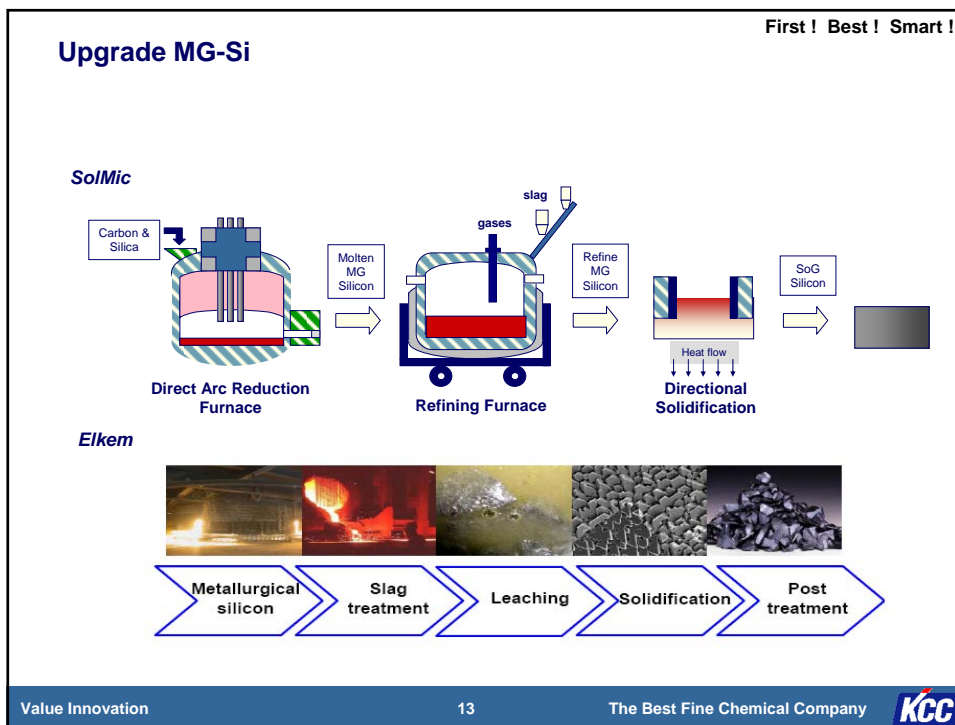 First ! Best ! Smart !
Upgrade MG-Si
SolMic
Carbon &
Silica
Molten
MG
Silicon
gases
slag
Refine
MG
Silicon
SoG
Silicon
Heat flow
Direct Arc Reduction
Furnace
Refining Furnace
Directional
Solidification
Elkem
Metallurgical
silicon
Slag
treatment
Leaching
Solidification
Post
treatment
Value Innovation
13
The Best Fine Chemical Company
KCC